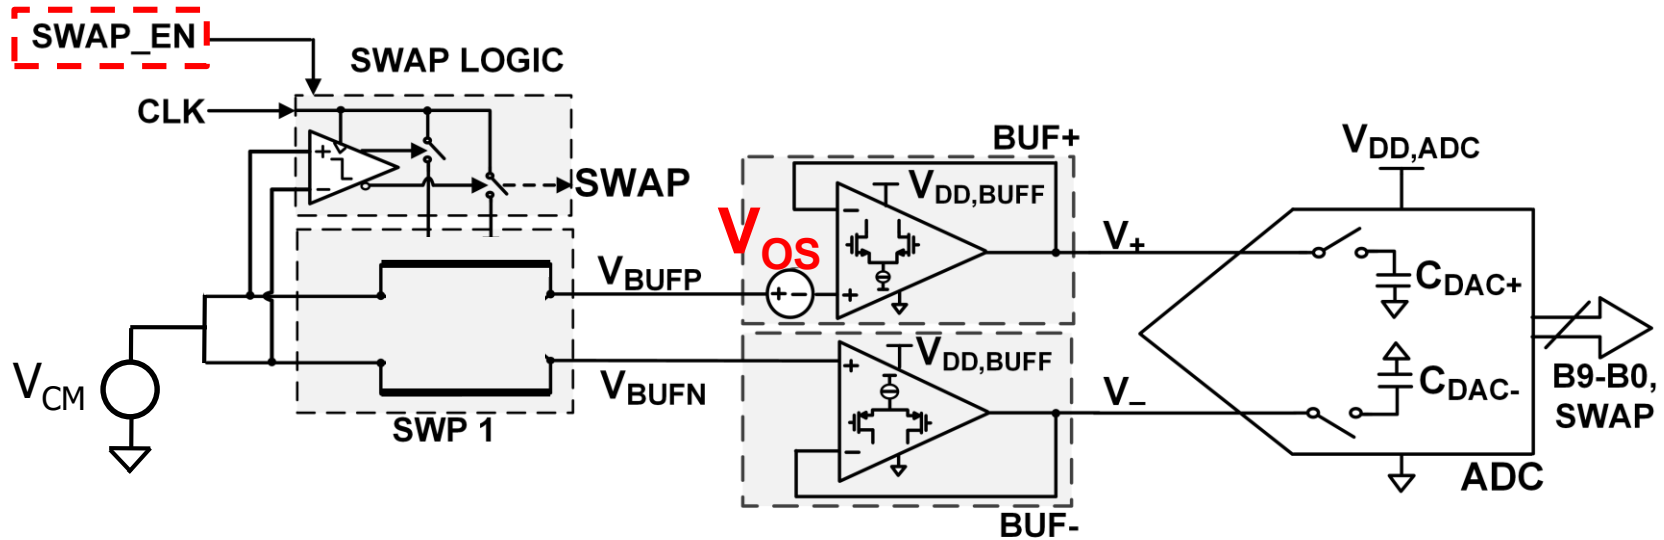 SWAP_EN
SWAP LOGIC
CLK
+
−
SWAP
BUF+
VDD,BUFF
VOS
VBUFP
+ −
−
+
V+
VDD,ADC
CDAC+
VCM
VBUFN
SWP 1
VDD,BUFF
+
−
V−
CDAC-
B9-B0,
SWAP
ADC
BUF-